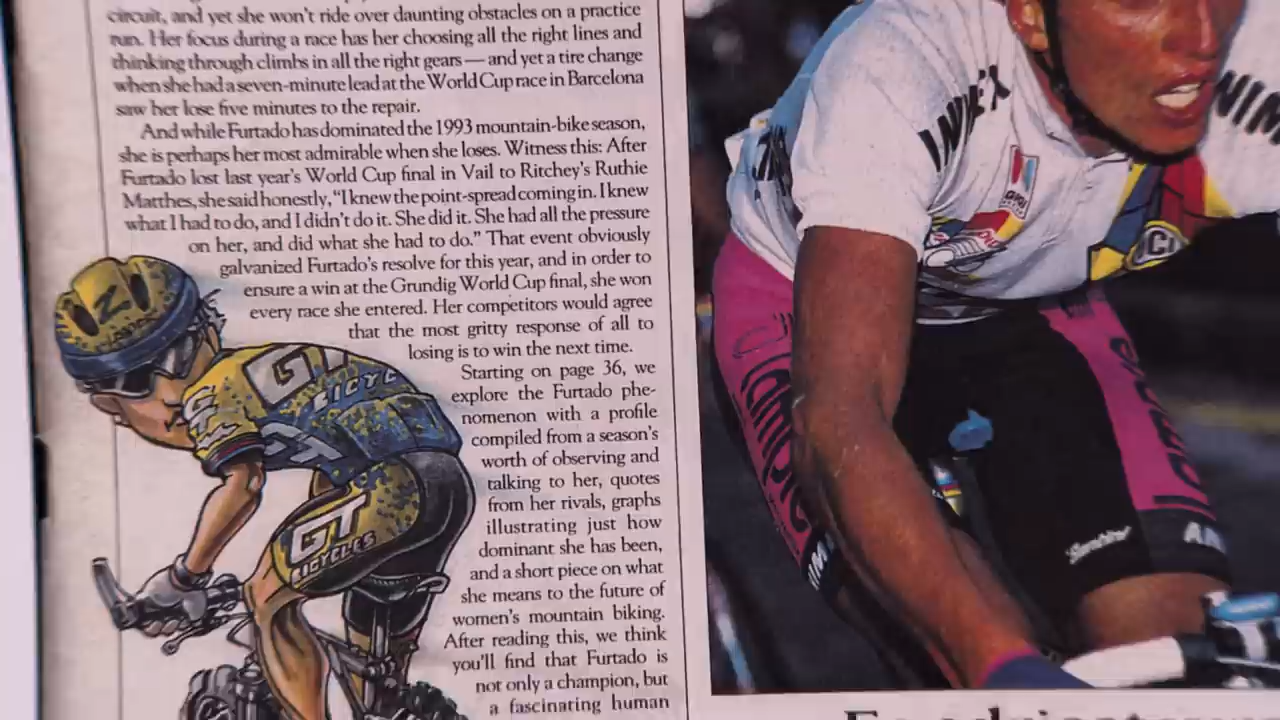 circuit, and yet she won't ride over daunting obstacles on a practice
run. Her focus during a race has her choosing all the right lines and
thinking through climbs in all the right gears — and yet a tire change
when she had a seven-minute lead at the World Cup race in Barcelona
saw her lose five minutes to the repair.
And while Furtado has dominated the 1993 mountain-bike season,
she is perhaps her most admirable when she loses. Witness this: After
Furtado lost last year's World Cup final in Vail to Ritchey's Ruthie
Matthes, she said honestly, "I knew the point-spread coming in. I knew
what I had to do, and I didn't do it. She did it. She had all the pressure
on her, and did what she had to do." That event obviously
galvanized Furtado's resolve for this year, and in order to
ensure a win at the Grundig World Cup final, she won
every race she entered. Her competitors would agree
that the most gritty response of all to
losing is to win the next time.
Starting on page 36, we
explore the Furtado phe-
nomenon with a profile
compiled from a season's
worth of observing and
talking to her, quotes
from her rivals, graphs
illustrating just how
dominant she has been,
and a short piece on what
she means to the future of
women's mountain biking.
After reading this, we think
you'll find that Furtado is
not only a champion, but
a fascinating human
GT
BICYC
GT
GT
BICYCLES
UCI